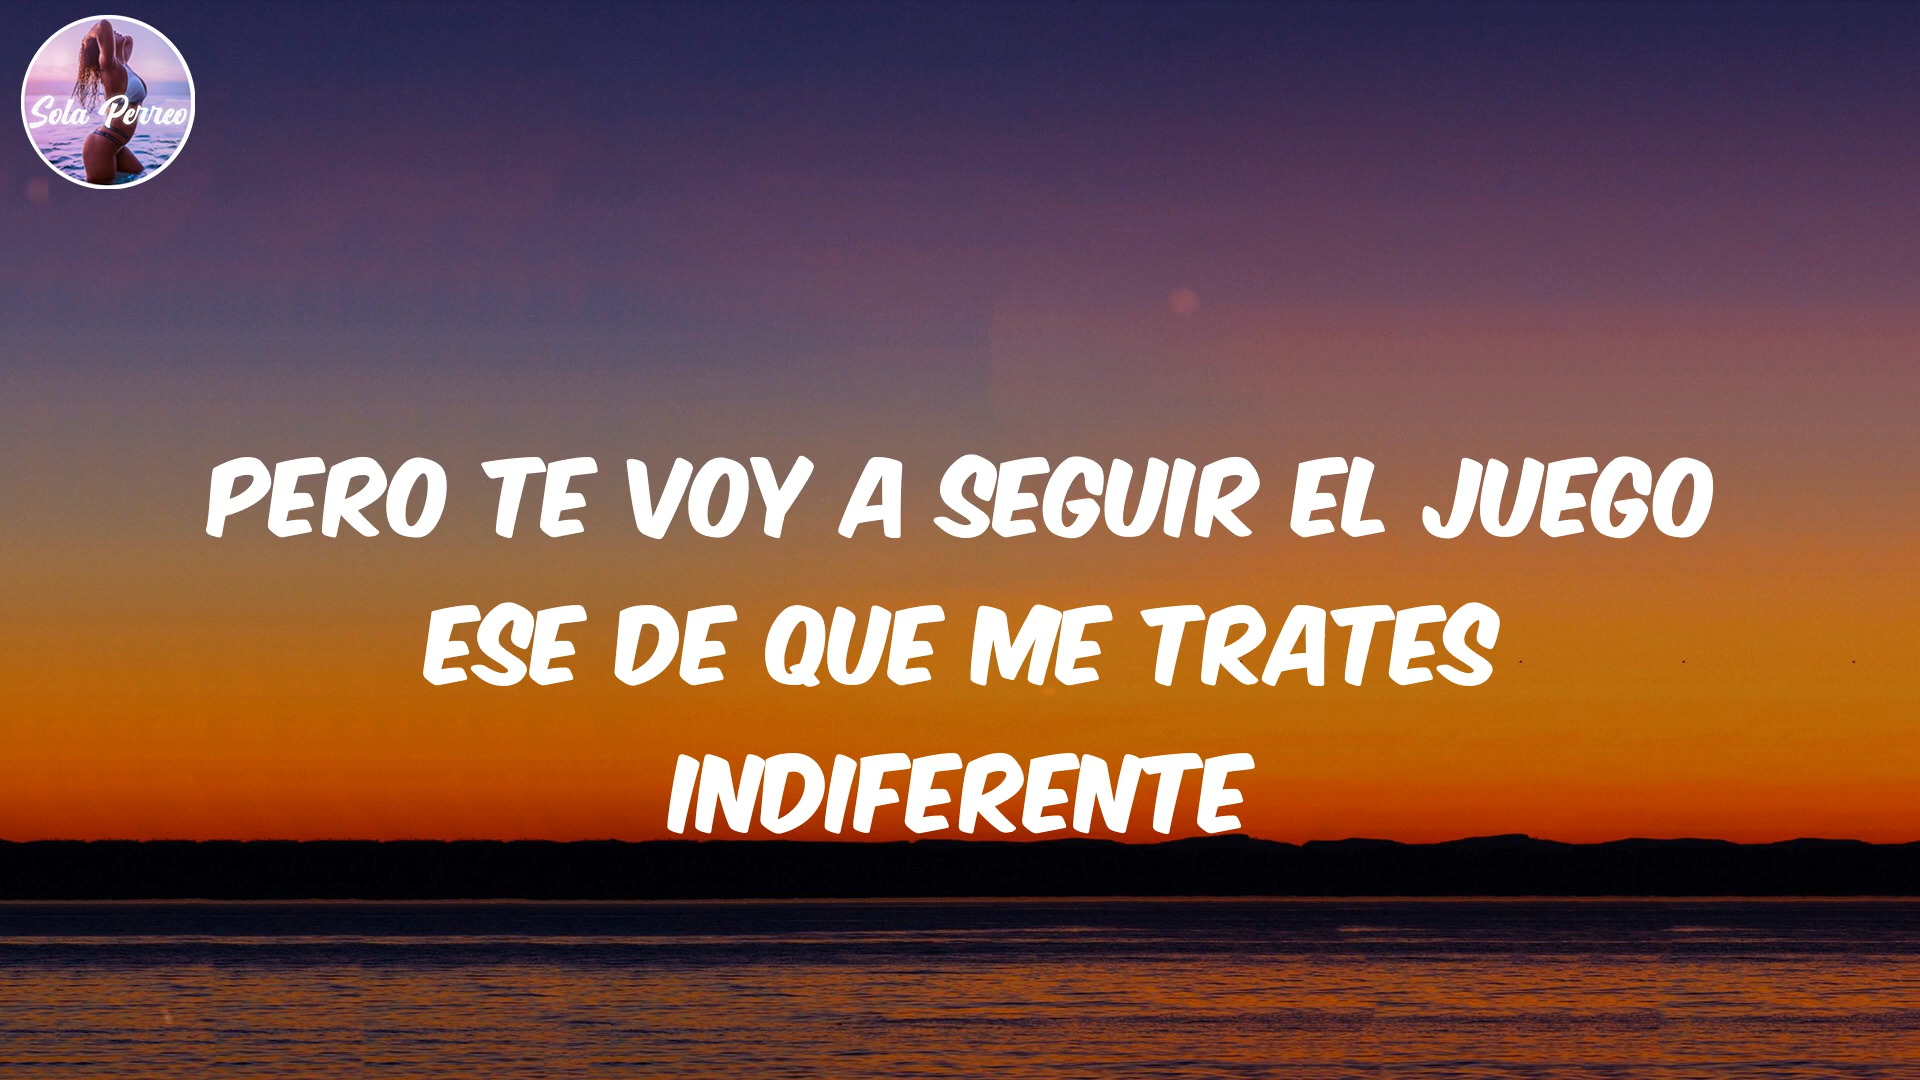 Sola Perreo
PERO TE VOY A SEGUIR EL JUEGO
ESE DE QUE ME TRATES
INDIFERENTE